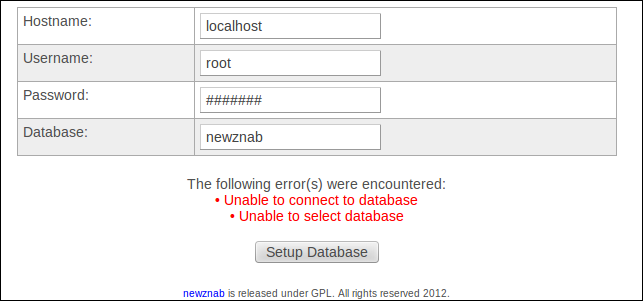 Hostname: localhost
Username: root
Password: #######
Database: newznab
The following error(s) were encountered:
• Unable to connect to database
• Unable to select database
Setup Database
newznab is released under GPL. All rights reserved 2012.